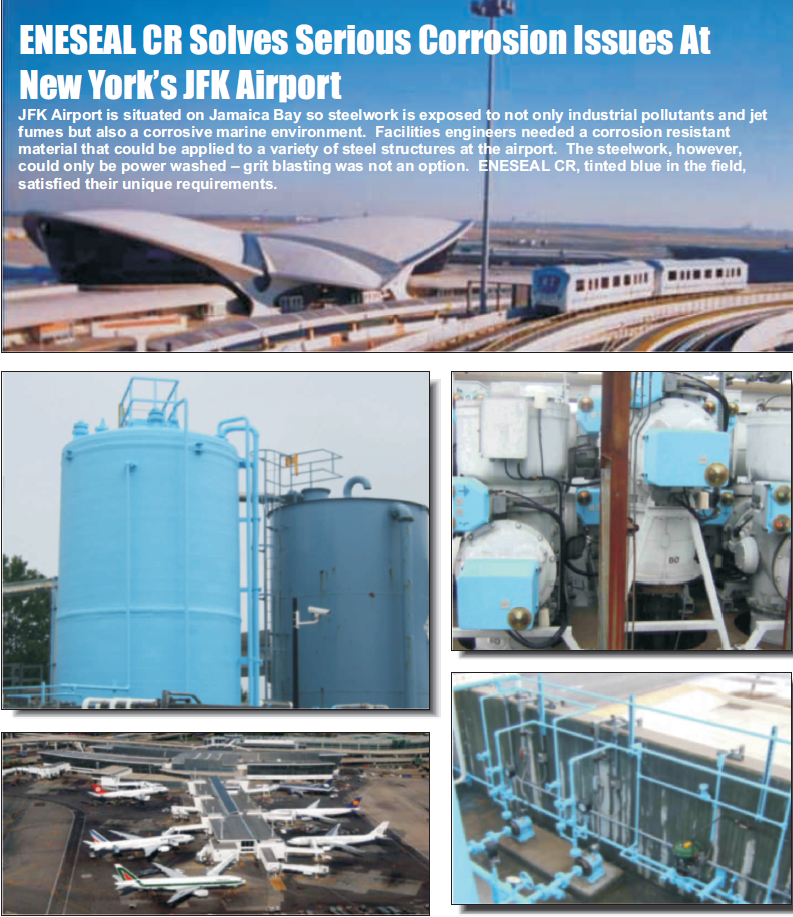 ENESEAL CR Solves Serious Corrosion Issues At
New York's JFK Airport
JFK Airport is situated on Jamaica Bay so steelwork is exposed to not only industrial pollutants and jet
fumes but also a corrosive marine environment.  Facilities engineers needed a corrosion resistant
material that could be applied to a variety of steel structures at the airport.  The steelwork, however,
could only be power washed – grit blasting was not an option.  ENESEAL CR, tinted blue in the field,
satisfied their unique requirements.